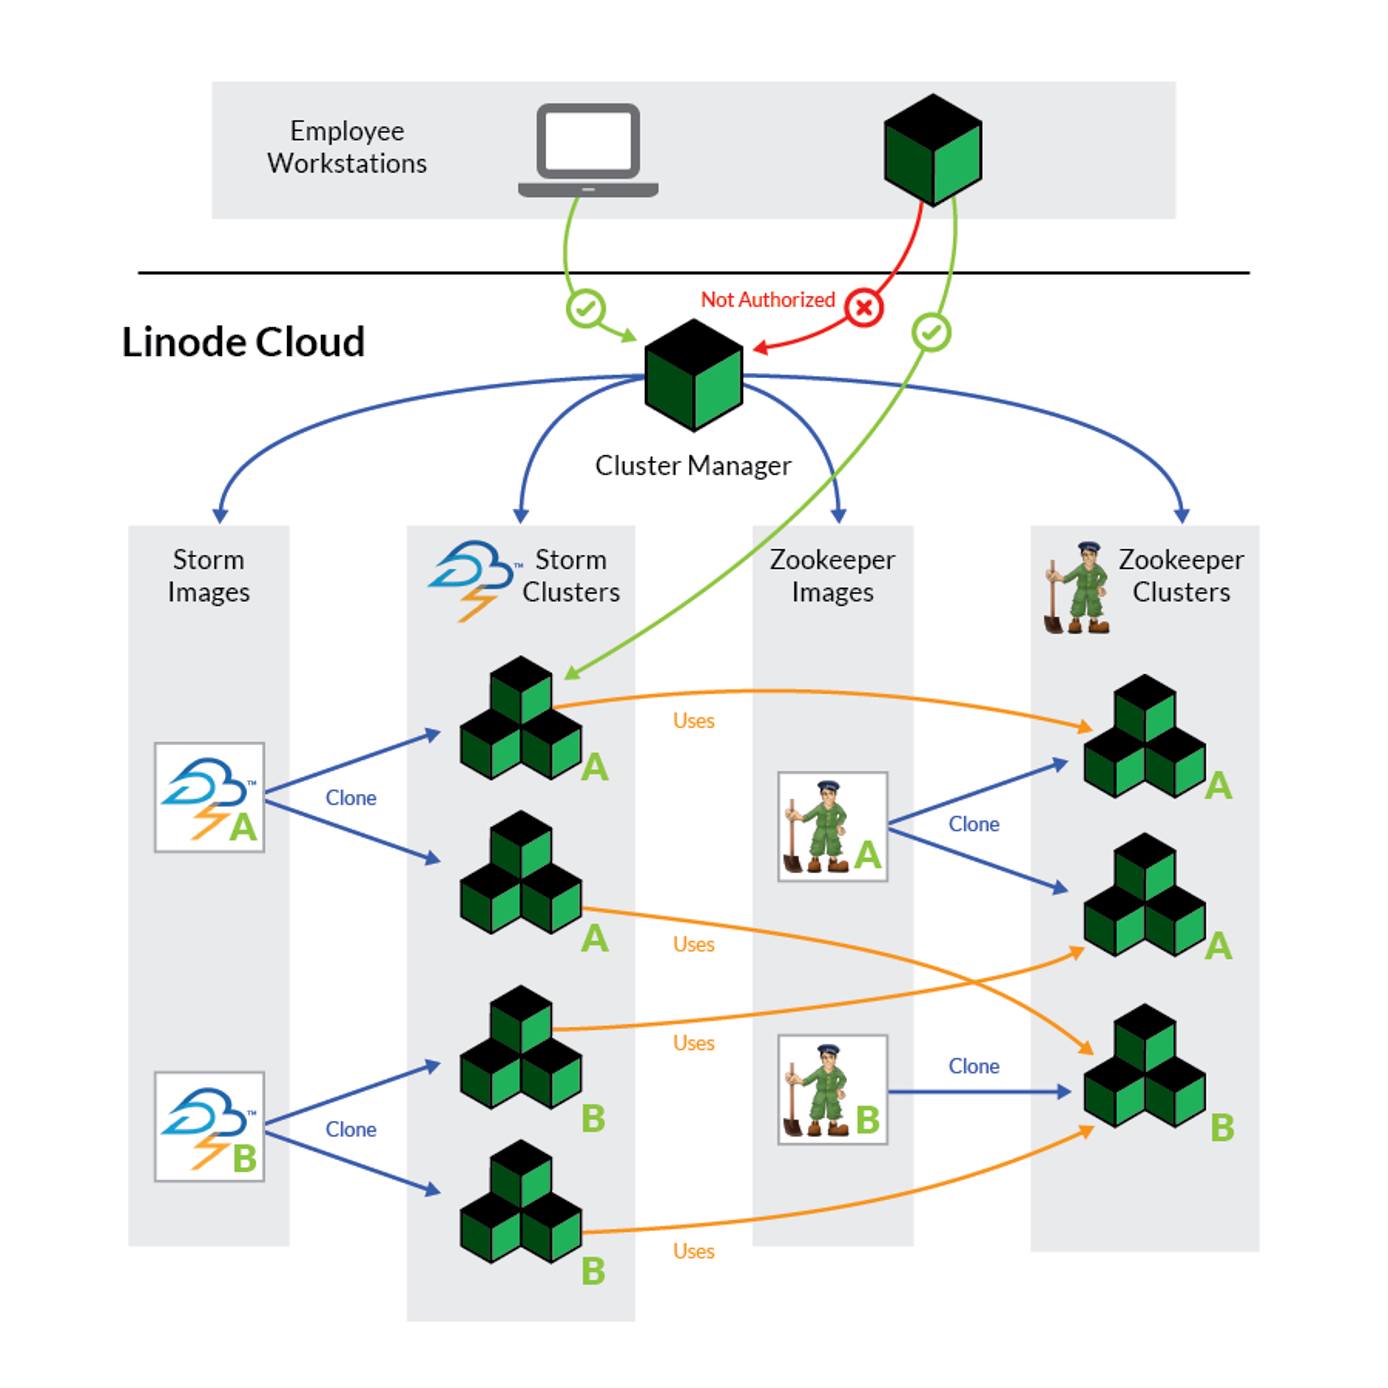 Employee
Workstations
Not Authorized
Linode Cloud
Cluster Manager
Storm
Images
™ Storm
Clusters
Zookeeper
Images
Zookeeper
Clusters
Uses
A
A
™
A
Clone
A
Clone
A
Uses
A
Uses
B
Clone
B
™
B
Clone
B
Uses
B